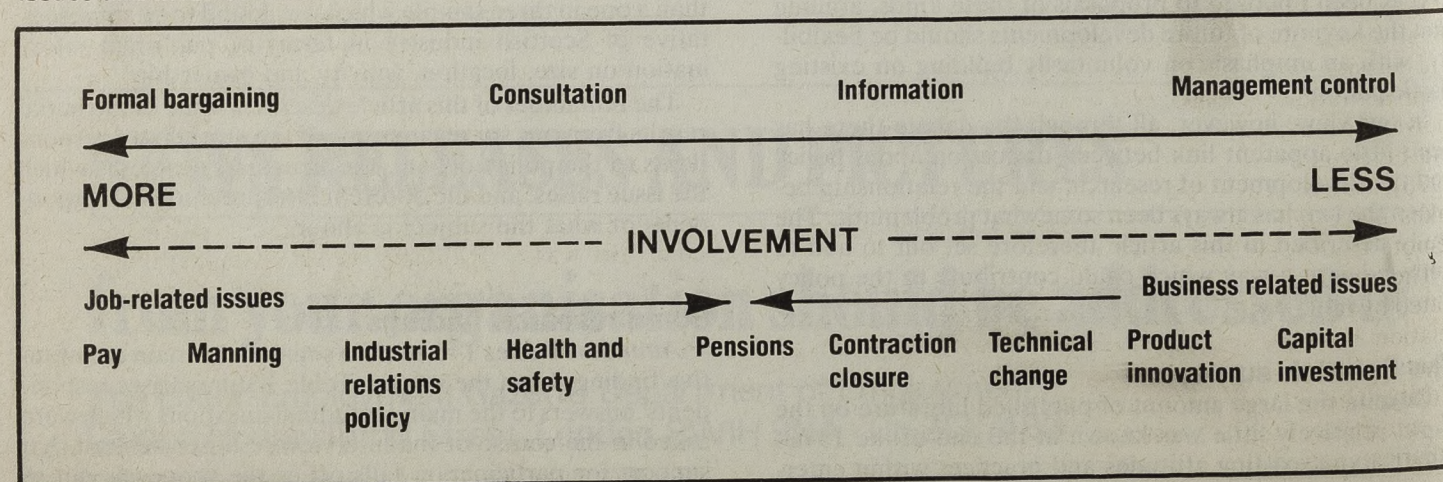 Formal bargaining Consultation Information Management control
MORE LESS
INVOLVEMENT
Job-related issues Business related issues
Pay Manning Industrial Health and Pensions Contraction Technical Product Capital
relations safety closure change innovation investment
policy